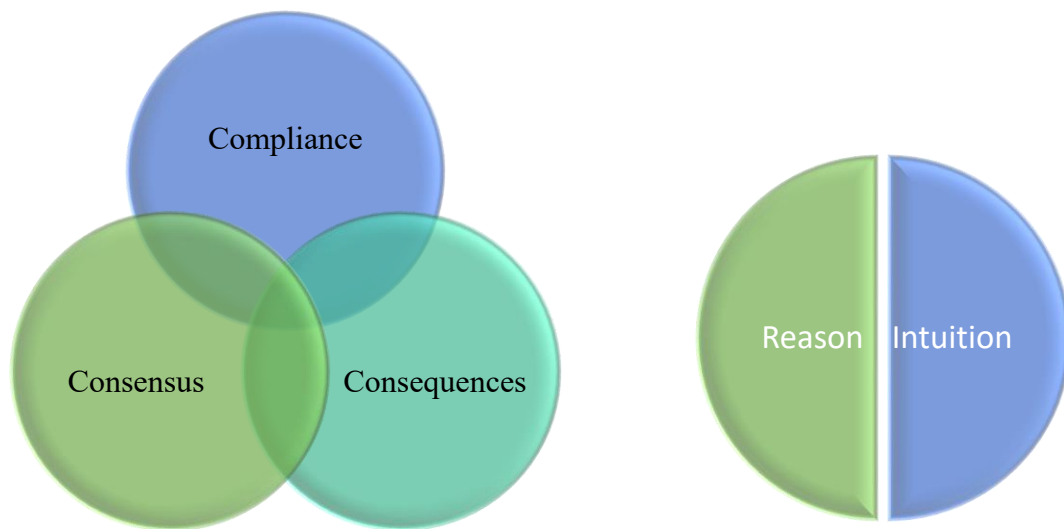 Compliance
Consensus
Consequences
Reason
Intuition